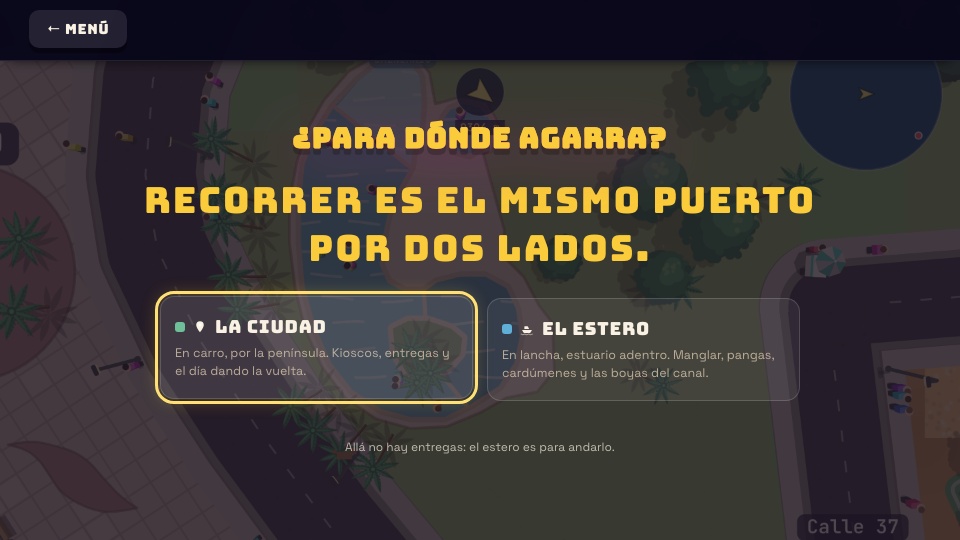 ← MENÚ
¿PARA DÓNDE AGARRA?
RECORRER ES EL MISMO PUERTO
POR DOS LADOS.
LA CIUDAD
En carro, por la península. Kioscos, entregas y
el día dando la vuelta.
EL ESTERO
En lancha, estuario adentro. Manglar, pangas,
cardúmenes y las boyas del canal.
Allá no hay entregas: el estero es para andarlo.
Calle 37